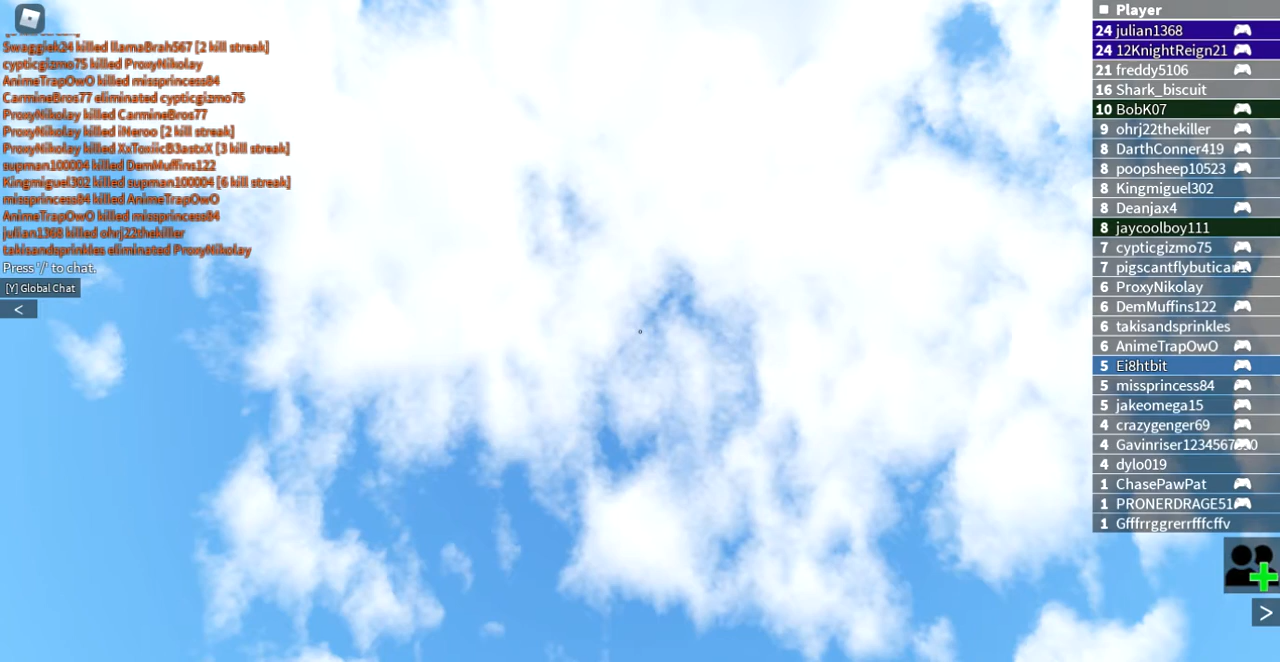 Swaggiek24 killed llamaBrah567 [2 kill streak]
cypticgizmo75 killed ProxyNikolay
AnimeTrapOwO killed missprincess84
CarmineBros77 eliminated cypticgizmo75
ProxyNikolay killed CarmineBros77
ProxyNikolay killed iNeroo [2 kill streak]
ProxyNikolay killed XxToxiicB3astxX [3 kill streak]
supman100004 killed DemMuffins122
Kingmiguel302 killed supman100004 [6 kill streak]
missprincess84 killed AnimeTrapOwO
AnimeTrapOwO killed missprincess84
julian1368 killed ohrj22thekiller
takisandsprinkles eliminated ProxyNikolay
Press '/' to chat.
[Y] Global Chat
<
Player
24 julian1368
24 12KnightReign21
21 freddy5106
16 Shark_biscuit
10 BobK07
9 ohrj22thekiller
8 DarthConner419
8 poopsheep10523
8 Kingmiguel302
8 Deanjax4
8 jaycoolboy111
7 cypticgizmo75
7 pigscantflybutica
6 ProxyNikolay
6 DemMuffins122
6 takisandsprinkles
6 AnimeTrapOwO
5 Ei8htbit
5 missprincess84
5 jakeomega15
4 crazygenger69
4 Gavinriser1234567
4 dylo019
1 ChasePawPat
1 PRONERDRAGE51
1 Gfffrrggrerrfffcffv
>